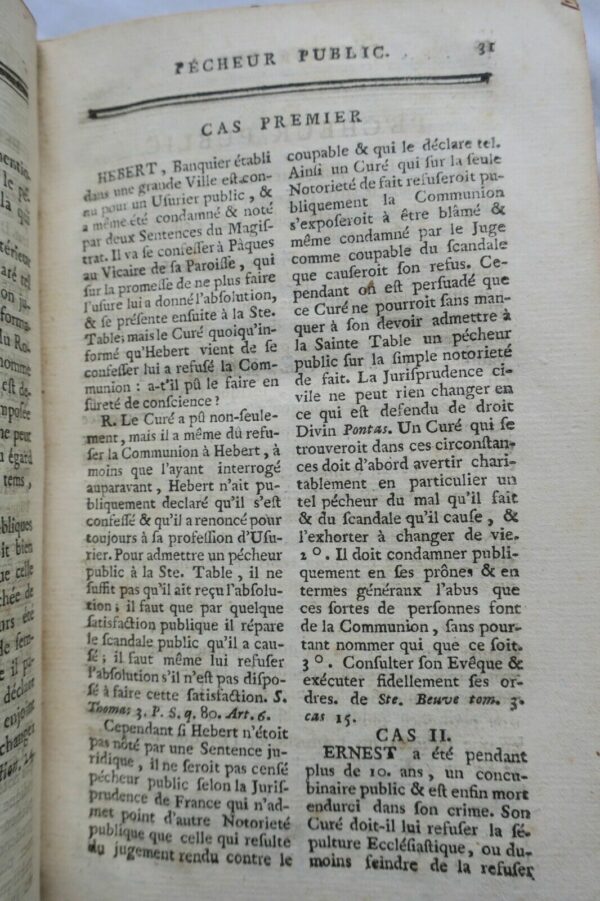 PÉCHEUR PUBLIC. 31
CAS PREMIER
HEBERT, Banquier établi
dans une grande Ville est con-
nu pour un Usurier public, &
a même été condamné & noté
par deux Sentences du Magis-
trat. Il va se confesser à Pâques
au Vicaire de sa Paroisse, qui
sur la promesse de ne plus faire
l'usure lui a donné l'absolution,
& se présente ensuite à la Ste.
Table; mais le Curé quoiqu'in-
formé qu'Hebert vient de se
confesser lui a refusé la Com-
munion : a-t'il pû le faire en
sûreté de conscience ?
R. Le Curé a pû non-seule-
ment, mais il a même dû refu-
ser la Communion à Hebert, à
moins que l'ayant interrogé
auparavant, Hebert n'ait pu-
bliquement declaré qu'il s'est
confessé & qu'il a renoncé pour
toujours à sa profession d'Usu-
rier. Pour admettre un pécheur
public à la Ste. Table, il ne
suffit pas qu'il ait reçu l'absolu-
tion ; il faut que par quelque
satisfaction publique il répare
le scandale public qu'il a cau-
sé ; il faut même lui refuser
l'absolution s'il n'est pas dispo-
sé à faire cette satisfaction. S.
Thomas 3. P. S. q. 80. Art. 6.
Cependant si Hebert n'étoit
pas noté par une Sentence ju-
ridique, il ne seroit pas censé
pécheur public selon la Juris-
prudence de France qui n'ad-
met point d'autre Notorieté
publique que celle qui resulte
du jugement rendu contre le
coupable & qui le déclare tel.
Ainsi un Curé qui sur la seule
Notorieté de fait refuseroit pu-
bliquement la Communion
s'exposeroit à être blâmé &
même condamné par le Juge
comme coupable du scandale
que causeroit son refus. Ce-
pendant on est persuadé que
ce Curé ne pourroit sans man-
quer à son devoir admettre à
la Sainte Table un pécheur
public sur la simple notorieté
de fait. La Jurisprudence ci-
vile ne peut rien changer en
ce qui est defendu de droit
Divin Pontas. Un Curé qui se
trouveroit dans ces circonstan-
ces doit d'abord avertir chari-
tablement en particulier un
tel pécheur du mal qu'il fait
& du scandale qu'il cause, &
l'exhorter à changer de vie.
2°. Il doit condamner publi-
quement en ses prônes & en
termes généraux l'abus que
ces sortes de personnes font
de la Communion, sans pour-
tant nommer qui que ce soit.
3°. Consulter son Evêque &
exécuter fidellement ses or-
dres. de Ste. Beuve tom. 3.
cas 15.
CAS II.
ERNEST a été pendant
plus de 10. ans, un concu-
binaire public & est enfin mort
endurci dans son crime. Son
Curé doit-il lui refuser la sé-
pulture Ecclésiastique, ou du-
moins feindre de la refuser